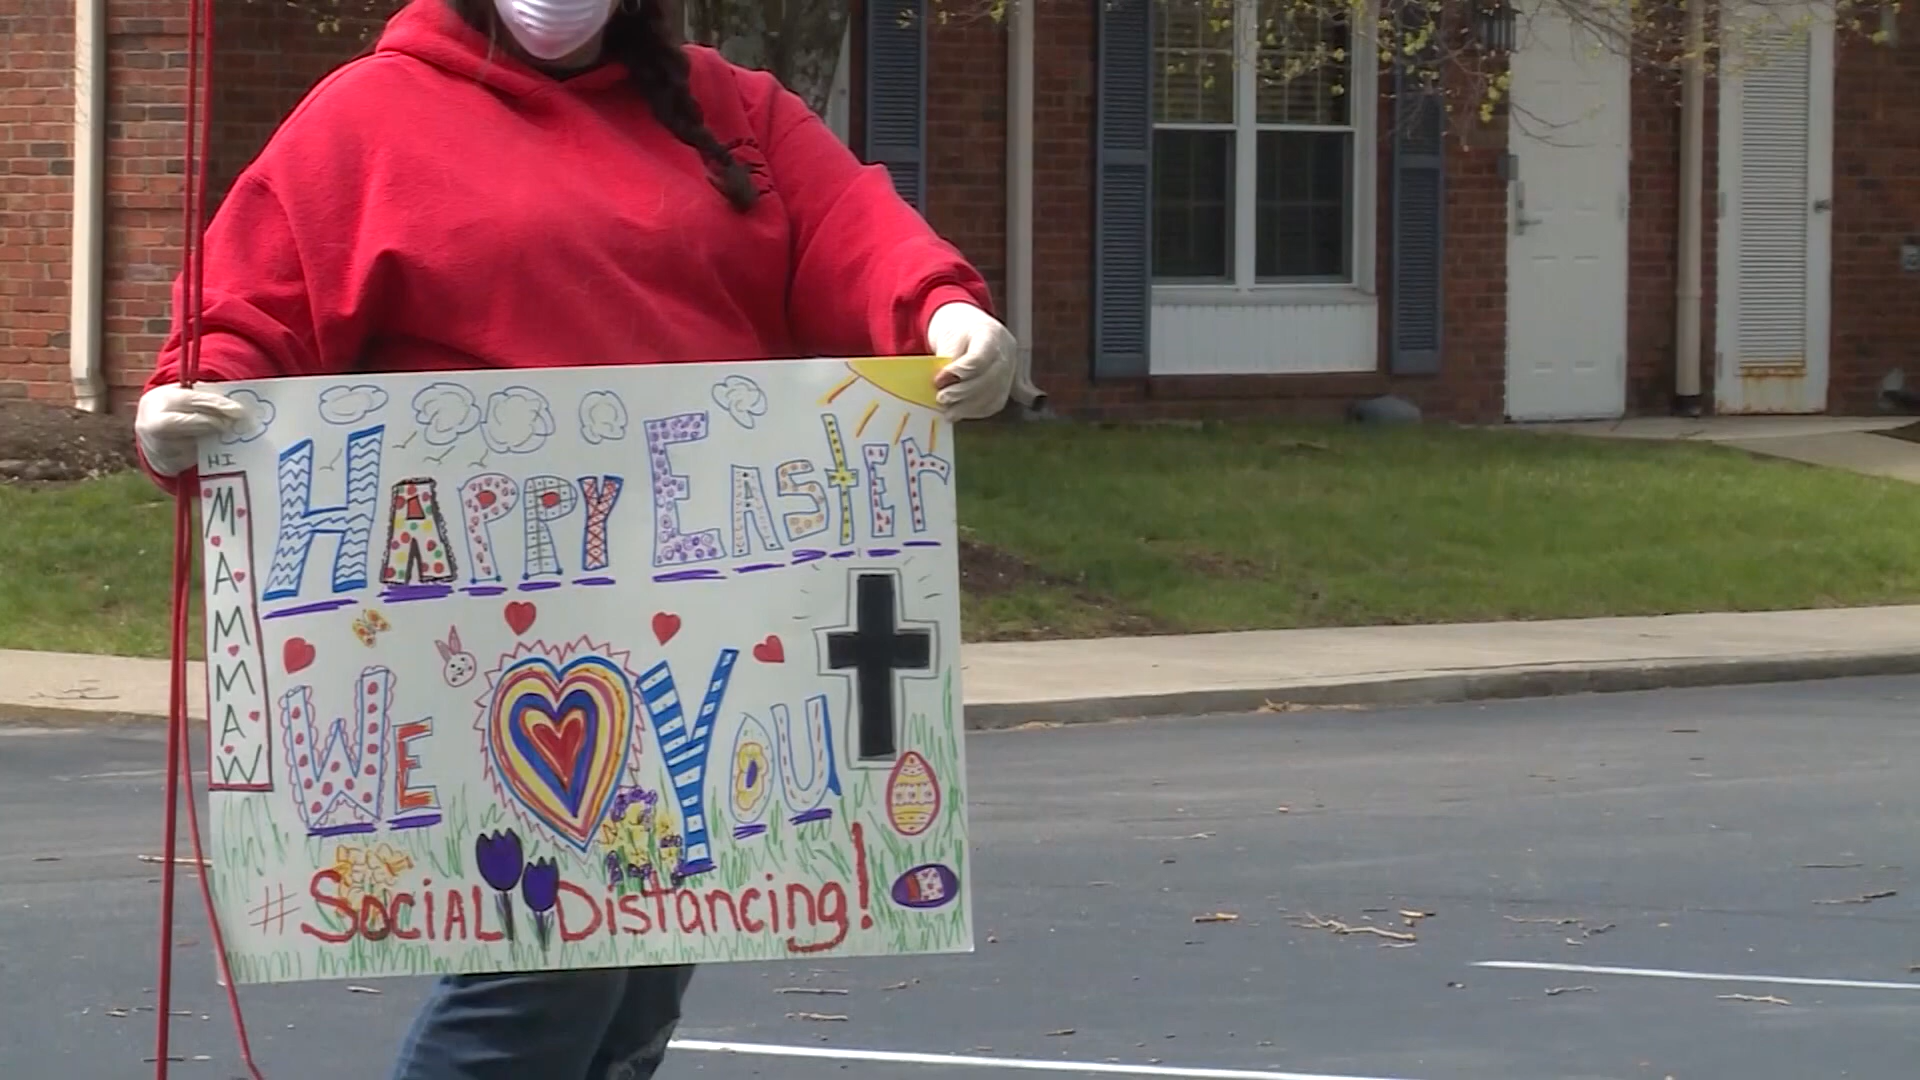 HI
MAMMAW
HAPPY EASTER
WE YOU
#SOCIAL Distancing!